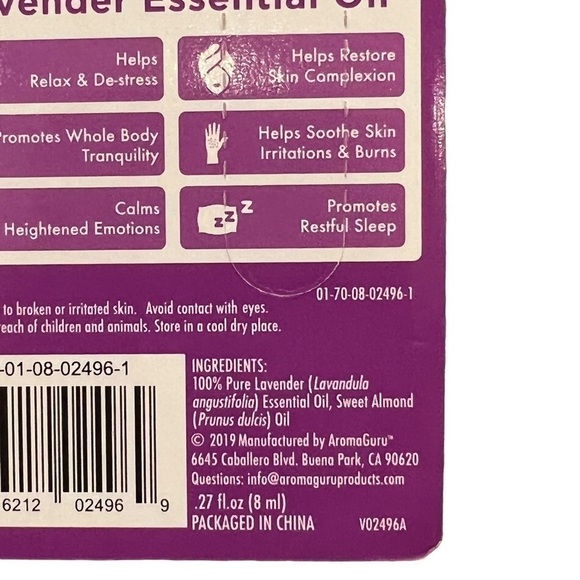 vender Essential Oil
Helps
Relax & De-stress
Helps Restore
Skin Complexion
Promotes Whole Body
Tranquility
Helps Soothe Skin
Irritations & Burns
Calms
Heightened Emotions
zzz
Promotes
Restful Sleep
01-70-08-02496-1
to broken or irritated skin. Avoid contact with eyes.
each of children and animals. Store in a cool dry place.
-01-08-02496-1
6212 02496 9
INGREDIENTS:
100% Pure Lavender (Lavandula
angustifolia) Essential Oil, Sweet Almond
(Prunus dulcis) Oil
© 2019 Manufactured by AromaGuru™
6645 Caballero Blvd. Buena Park, CA 90620
Questions: info@aromaguruproducts.com
.27 fl.oz (8 ml)
PACKAGED IN CHINA V02496A